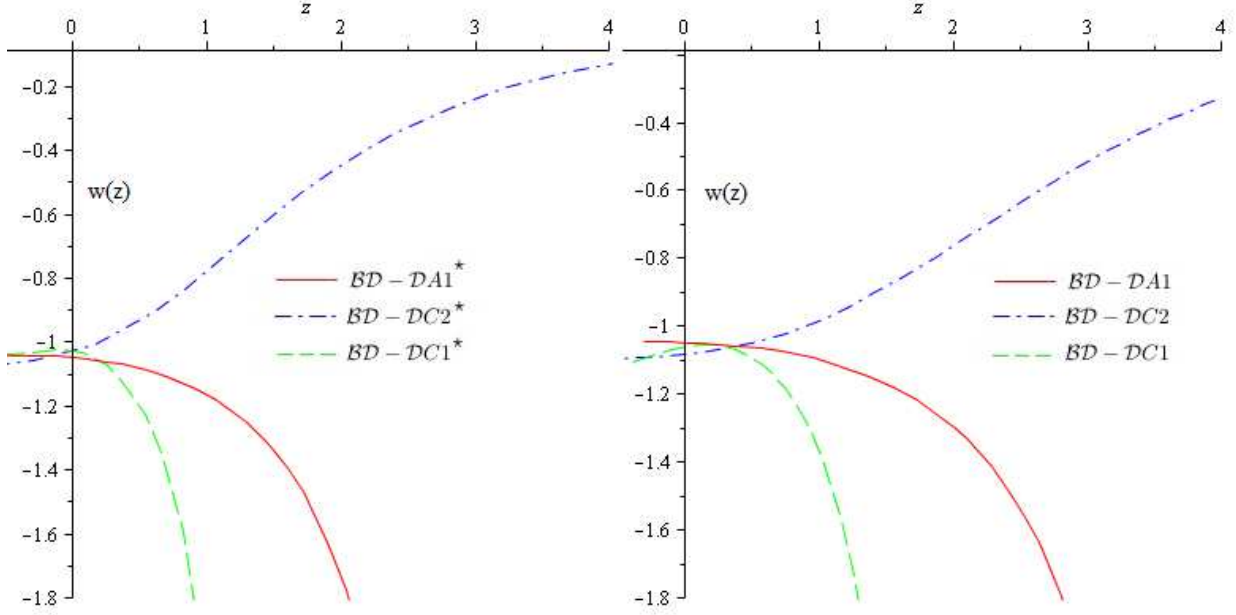 z
0 1 2 3 4
-0.2
-0.4
w(z)
-0.6
-0.8
BD - DA1*
BD - DC2*
-1
BD - DC1*
-1.2
-1.4
-1.6
-1.8
z
0 1 2 3 4
-0.4
-0.6
w(z)
-0.8
BD - DA1
-1
BD - DC2
BD - DC1
-1.2
-1.4
-1.6
-1.8